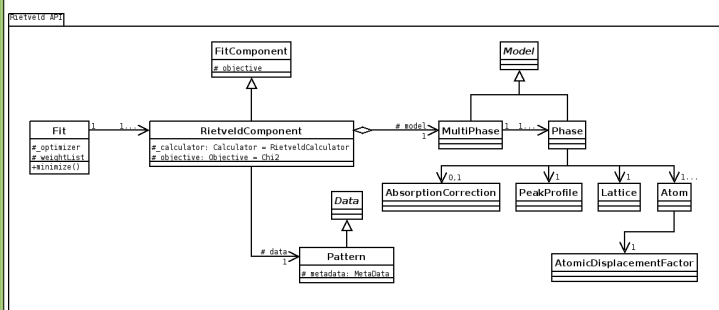 Rietveld API
FitComponent
# objective
Model
Fit
#_optimizer
# weightList
+minimize()
1
1...
RietveldComponent
#_calculator: Calculator = RietveldCalculator
# objective: Objective = Chi2
# model
1
MultiPhase
1
1...
Phase
0,1
1
1
1...
AbsorptionCorrection
PeakProfile
Lattice
Atom
Data
# data
1
Pattern
# metadata: MetaData
1
AtomicDisplacementFactor